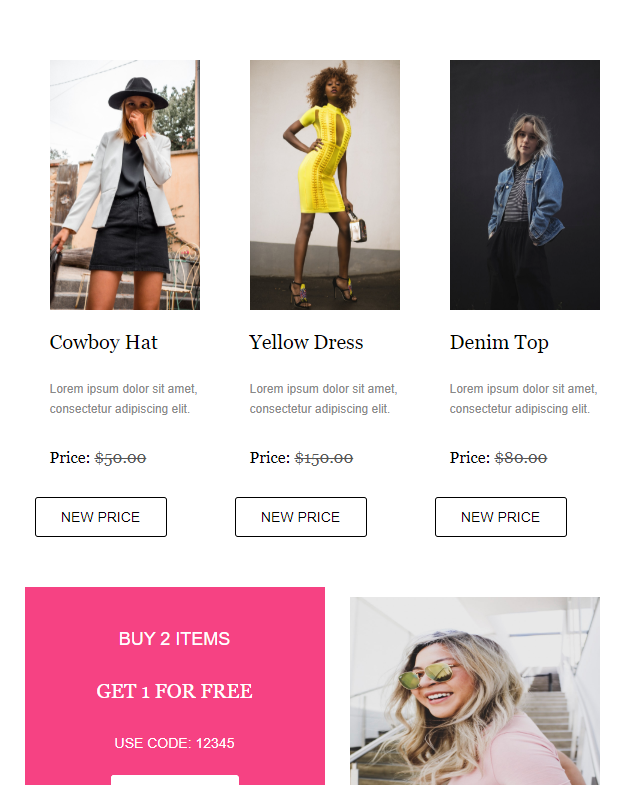 Cowboy Hat
Lorem ipsum dolor sit amet,
consectetur adipiscing elit.
Price: $50.00
NEW PRICE
Yellow Dress
Lorem ipsum dolor sit amet,
consectetur adipiscing elit.
Price: $150.00
NEW PRICE
Denim Top
Lorem ipsum dolor sit amet,
consectetur adipiscing elit.
Price: $80.00
NEW PRICE
BUY 2 ITEMS
GET 1 FOR FREE
USE CODE: 12345